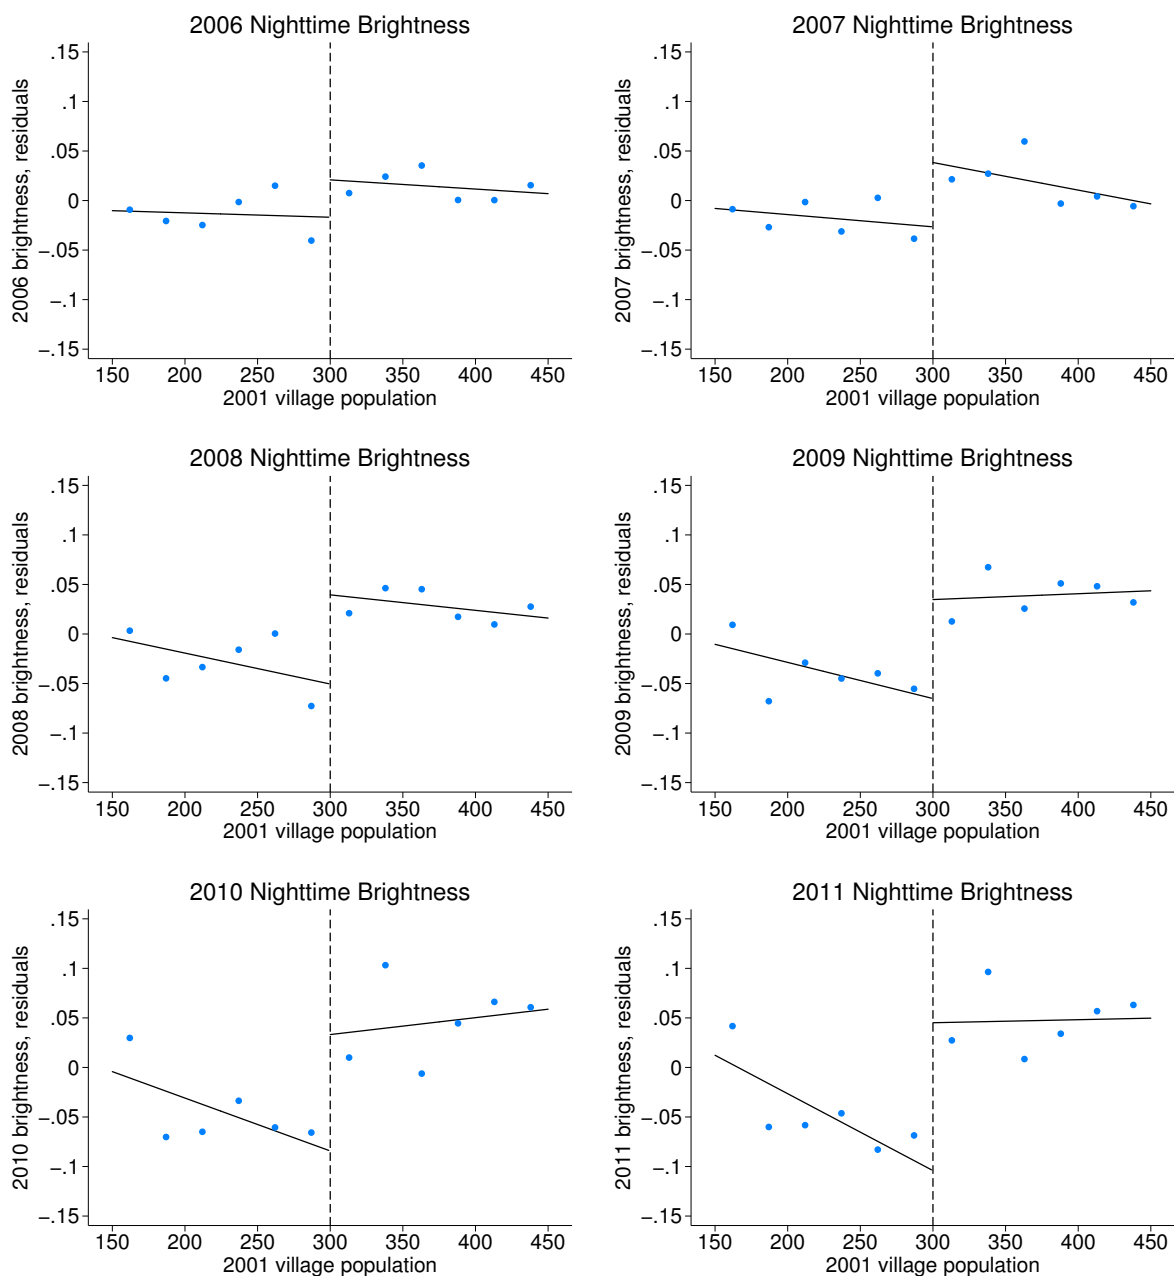 2006 Nighttime Brightness
2006 brightness, residuals
.15
.1
.05
0
−.05
−.1
−.15
150 200 250 300 350 400 450
2001 village population
2007 Nighttime Brightness
2007 brightness, residuals
.15
.1
.05
0
−.05
−.1
−.15
150 200 250 300 350 400 450
2001 village population
2008 Nighttime Brightness
2008 brightness, residuals
.15
.1
.05
0
−.05
−.1
−.15
150 200 250 300 350 400 450
2001 village population
2009 Nighttime Brightness
2009 brightness, residuals
.15
.1
.05
0
−.05
−.1
−.15
150 200 250 300 350 400 450
2001 village population
2010 Nighttime Brightness
2010 brightness, residuals
.15
.1
.05
0
−.05
−.1
−.15
150 200 250 300 350 400 450
2001 village population
2011 Nighttime Brightness
2011 brightness, residuals
.15
.1
.05
0
−.05
−.1
−.15
150 200 250 300 350 400 450
2001 village population